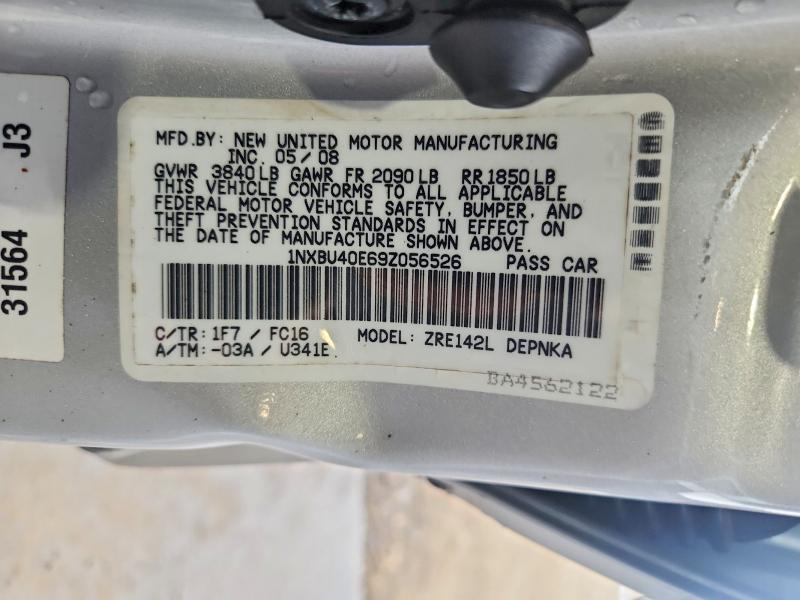 31564 J3
MFD.BY: NEW UNITED MOTOR MANUFACTURING
INC. 05/08
GVWR 3840LB GAWR FR 2090LB RR 1850LB
THIS VEHICLE CONFORMS TO ALL APPLICABLE
FEDERAL MOTOR VEHICLE SAFETY, BUMPER, AND
THEFT PREVENTION STANDARDS IN EFFECT ON
THE DATE OF MANUFACTURE SHOWN ABOVE.
1NXBU40E69Z056526 PASS CAR
C/TR: 1F7 / FC16 MODEL: ZRE142L DEPNKA
A/TM: -03A / U341E
BA4562122